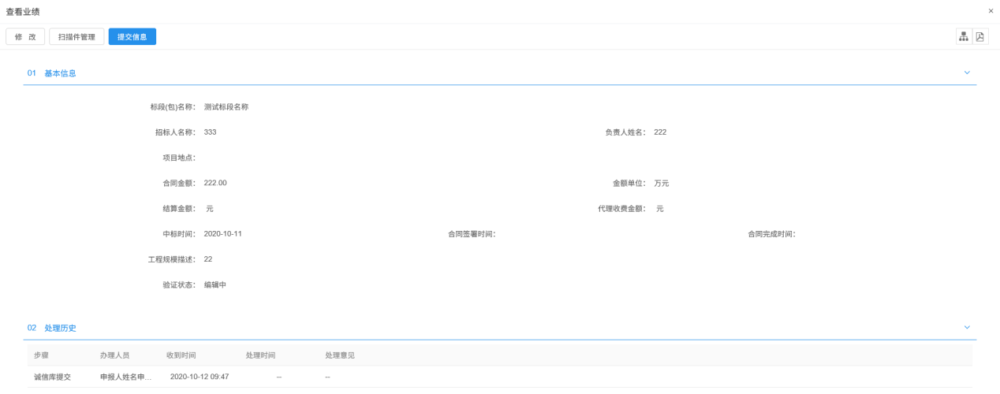 查看业绩 ×
修 改 扫描件管理 提交信息
01 基本信息
标段(包)名称： 测试标段名称
招标人名称： 333 负责人姓名： 222
项目地点：
合同金额： 222.00 金额单位： 万元
结算金额： 元 代理收费金额： 元
中标时间： 2020-10-11 合同签署时间： 合同完成时间：
工程规模描述： 22
验证状态： 编辑中
02 处理历史
步骤 办理人员 收到时间 处理时间 处理意见
诚信库提交 申报人姓名申... 2020-10-12 09:47 -- --